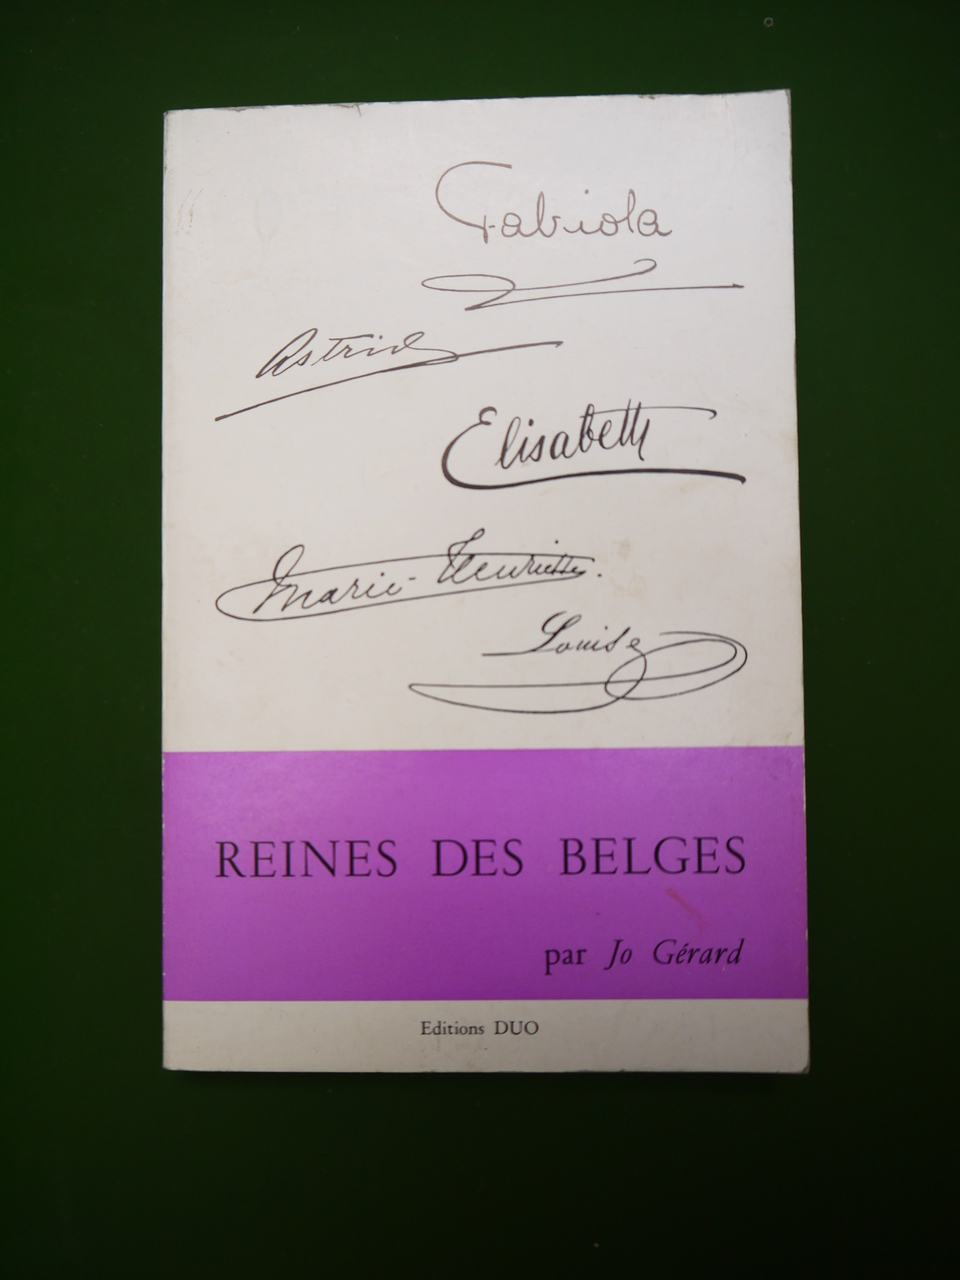 Fabiola
Astrid
Elisabeth
Marie-Henriette.
Louise
REINES DES BELGES
par Jo Gérard
Editions DUO